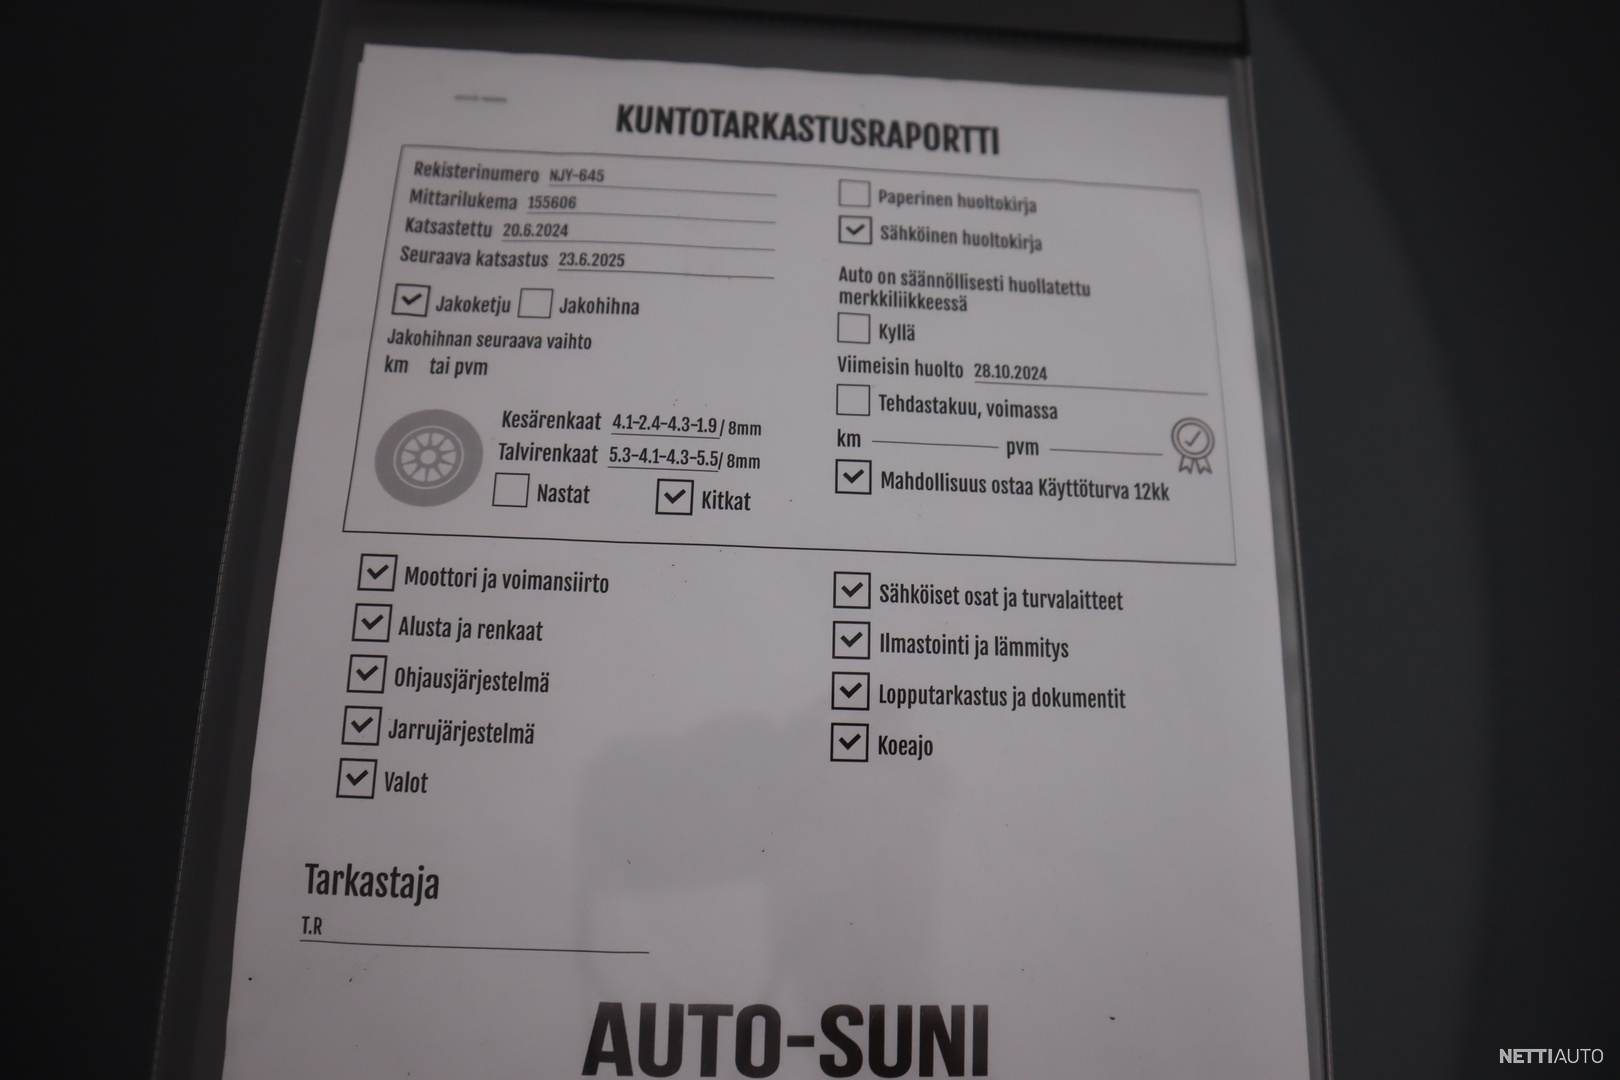 KUNTOTARKASTUSRAPORTTI
Rekisterinumero NJY-645
Mittarilukema 155606
Katsastettu 20.6.2024
Seuraava katsastus 23.6.2025
Jakoketju Jakohihna
Jakohihnan seuraava vaihto
km tai pvm
Kesärenkaat 4.1-2.4-4.3-1.9/ 8mm
Talvirenkaat 5.3-4.1-4.3-5.5/ 8mm
Nastat Kitkat
Paperinen huoltokirja
Sähköinen huoltokirja
Auto on säännöllisesti huollatettu
merkkiliikkeessä
Kyllä
Viimeisin huolto 28.10.2024
Tehdastakuu, voimassa
km pvm
Mahdollisuus ostaa Käyttöturva 12kk
Moottori ja voimansiirto
Alusta ja renkaat
Ohjausjärjestelmä
Jarrujärjestelmä
Valot
Sähköiset osat ja turvalaitteet
Ilmastointi ja lämmitys
Lopputarkastus ja dokumentit
Koeajo
Tarkastaja
T.R
AUTO-SUNI
NETTIAUTO